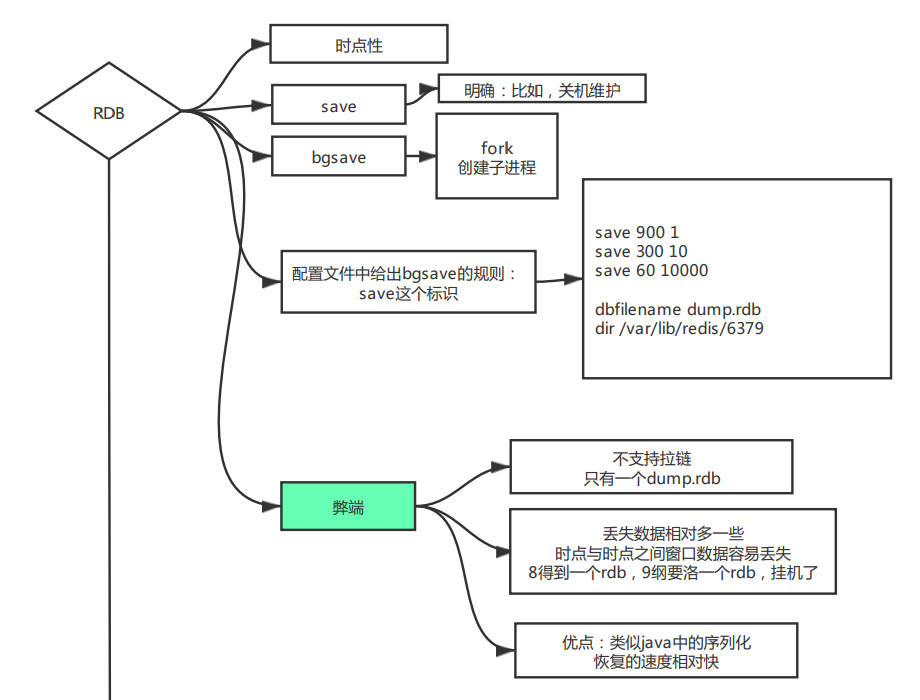 RDB
时点性
save
明确：比如，关机维护
bgsave
fork
创建子进程
配置文件中给出bgsave的规则：
save这个标识
save 900 1
save 300 10
save 60 10000
dbfilename dump.rdb
dir /var/lib/redis/6379
弊端
不支持拉链
只有一个dump.rdb
丢失数据相对多一些
时点与时点之间窗口数据容易丢失
8得到一个rdb，9纲要洛一个rdb，挂机了
优点：类似java中的序列化
恢复的速度相对快